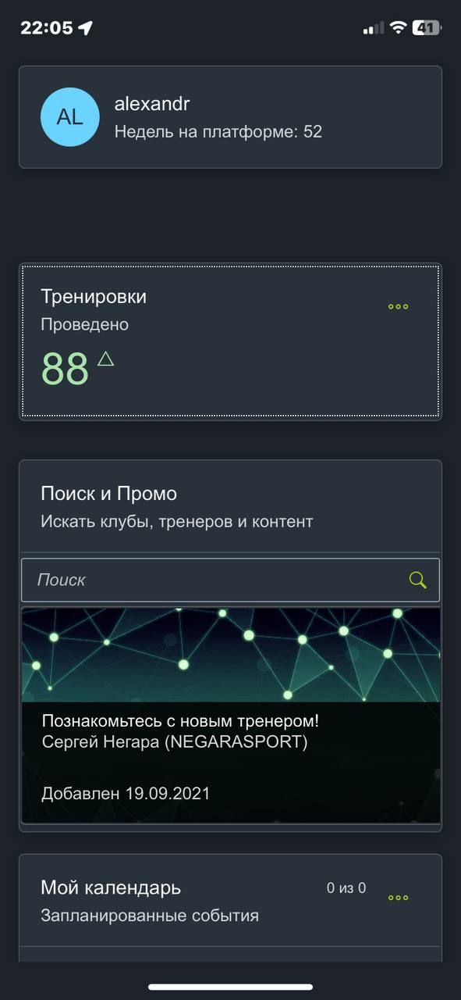 22:05
41
AL
alexandr
Недель на платформе: 52
Тренировки
Проведено
88
Поиск и Промо
Искать клубы, тренеров и контент
Поиск
Познакомьтесь с новым тренером!
Сергей Негара (NEGARASPORT)
Добавлен 19.09.2021
Мой календарь
0 из 0
Запланированные события